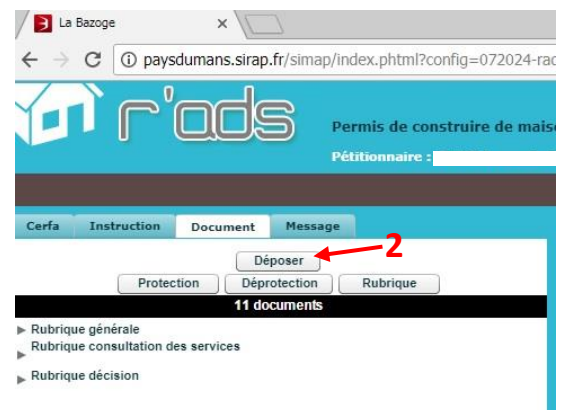 La Bazoge
paysdumans.sirap.fr/simap/index.phtml?config=072024-rad
r'ads
Permis de construire de mais
Pétitionnaire :
Cerfa Instruction Document Message
2
Déposer
Protection Déprotection Rubrique
11 documents
Rubrique générale
Rubrique consultation des services
Rubrique décision